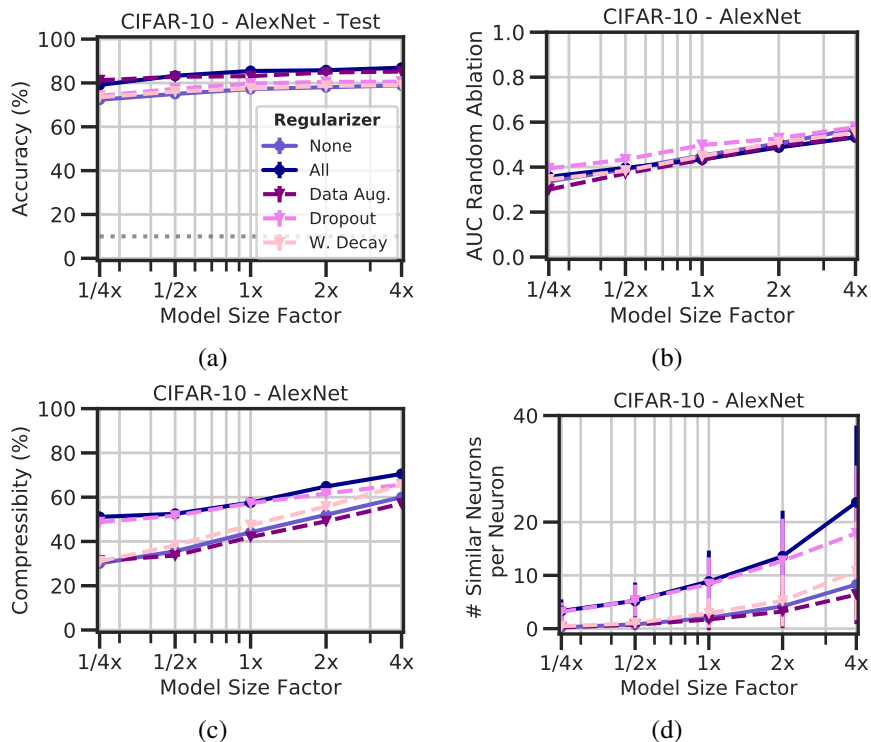 CIFAR-10 - AlexNet - Test
Accuracy (%)
100
80
60
40
20
0
Regularizer
None
All
Data Aug.
Dropout
W. Decay
1/4x 1/2x 1x 2x 4x
Model Size Factor
(a)
CIFAR-10 - AlexNet
AUC Random Ablation
1.0
0.8
0.6
0.4
0.2
0.0
1/4x 1/2x 1x 2x 4x
Model Size Factor
(b)
CIFAR-10 - AlexNet
Compressibity (%)
100
80
60
40
20
0
1/4x 1/2x 1x 2x 4x
Model Size Factor
(c)
CIFAR-10 - AlexNet
# Similar Neurons
per Neuron
40
20
10
0
1/4x 1/2x 1x 2x 4x
Model Size Factor
(d)